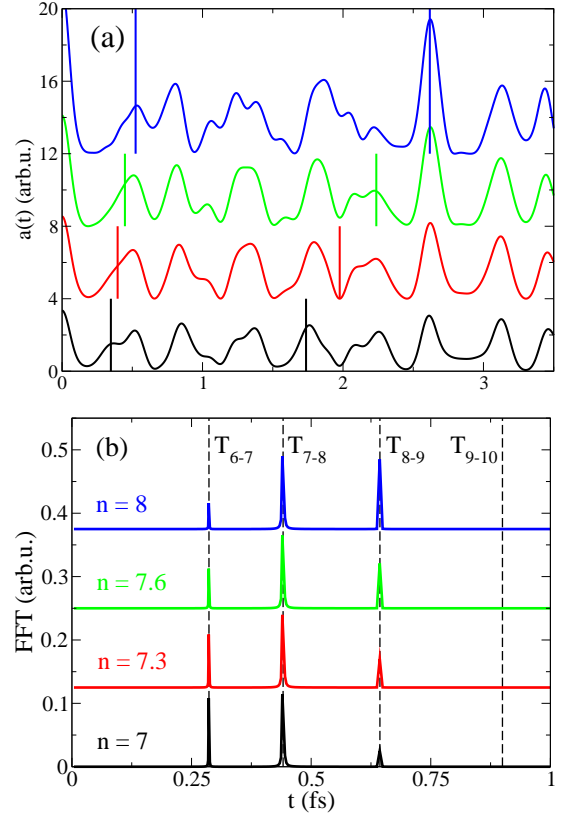 20
(a)
16
12
8
4
0
a(t) (arb.u.)
0 1 2 3
(b)
T6-7 T7-8 T8-9 T9-10
0.5
0.4
0.3
0.2
0.1
0
FFT (arb.u.)
n = 8
n = 7.6
n = 7.3
n = 7
0 0.25 0.5 0.75 1
t (fs)